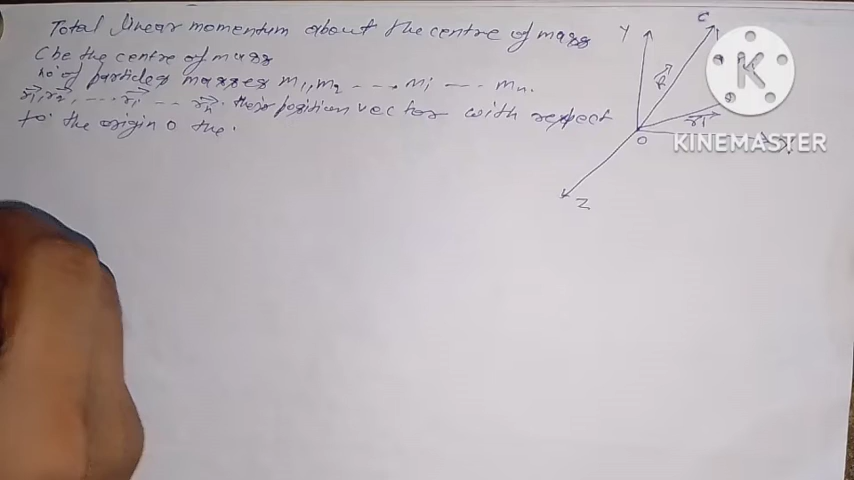 Total linear momentum about the centre of mass
C be the centre of mass
no of particles masses m₁, m₂ ... mᵢ --- mₙ.
r₁, r₂, ... rᵢ -- rₙ. their position vector with respect
to the origin O the.
Y
C
R
rᵢ
O
X
Z
K
KINEMASTER